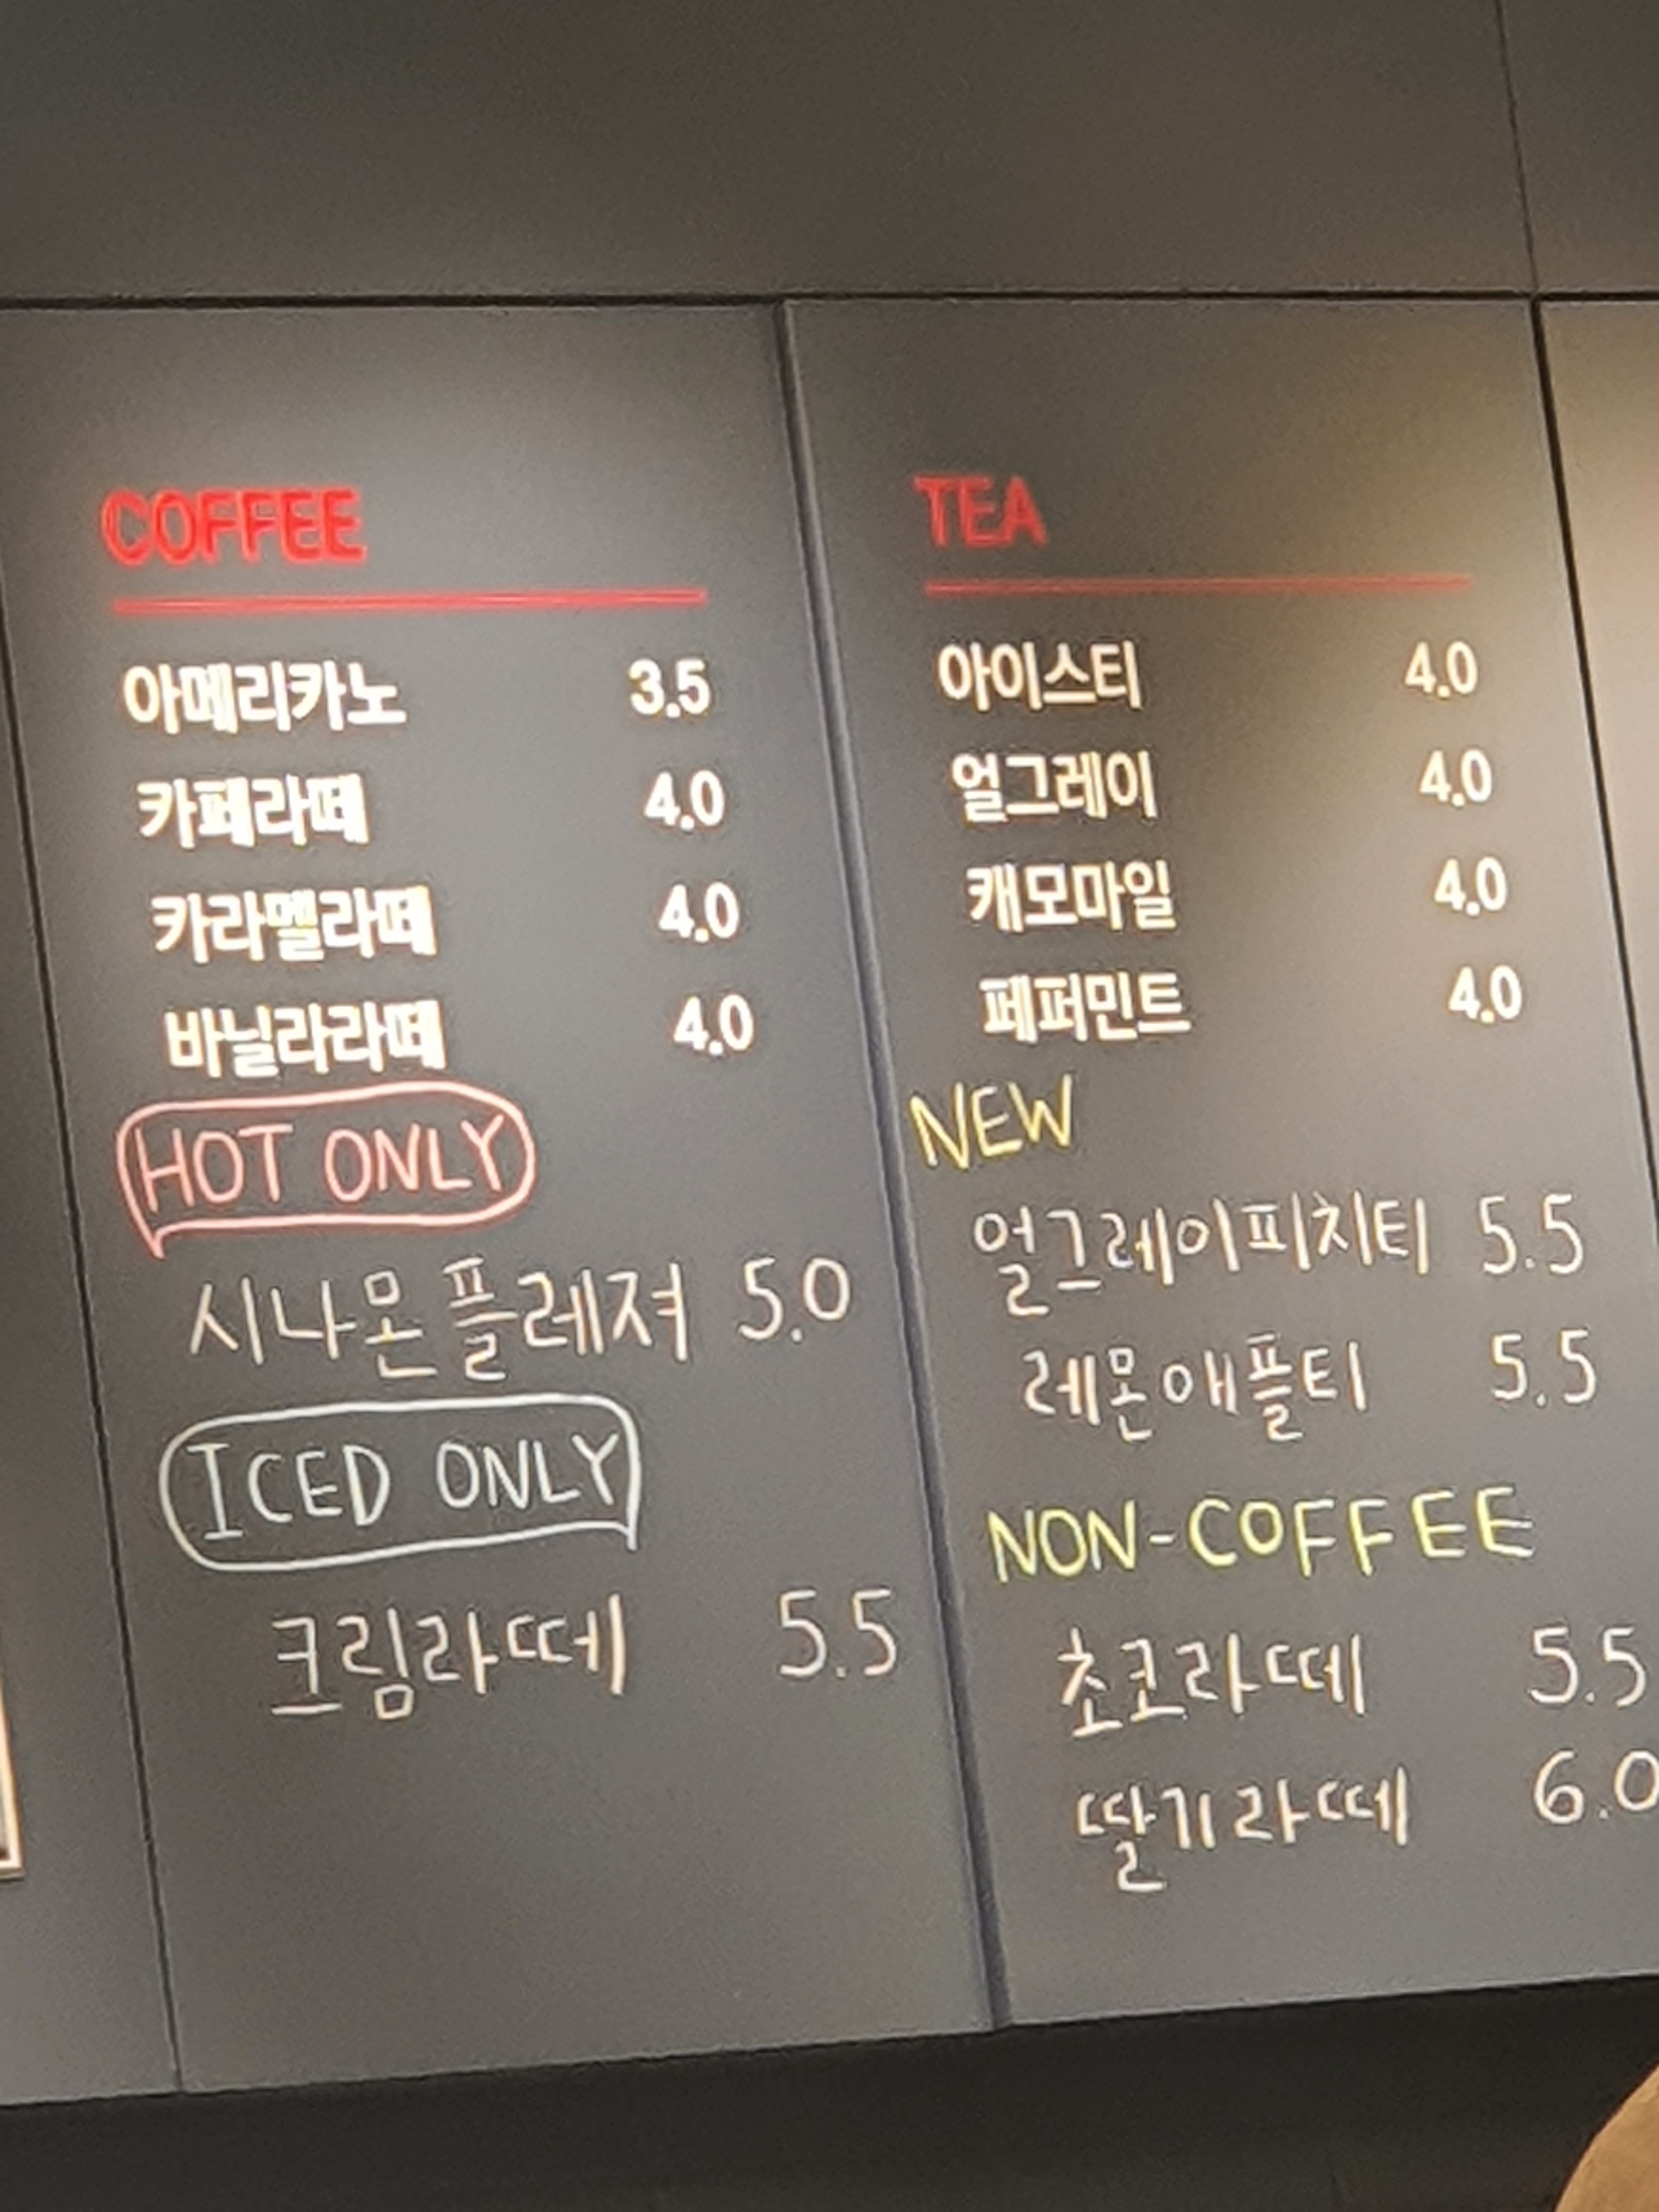 COFFEE
아메리카노 3.5
카페라떼 4.0
카라멜라떼 4.0
바닐라라떼 4.0
HOT ONLY
시나몬플레져 5.0
ICED ONLY
크림라떼 5.5
TEA
아이스티 4.0
얼그레이 4.0
캐모마일 4.0
페퍼민트 4.0
NEW
얼그레이피치티 5.5
레몬애플티 5.5
NON-COFFEE
초코라떼 5.5
딸기라떼 6.0